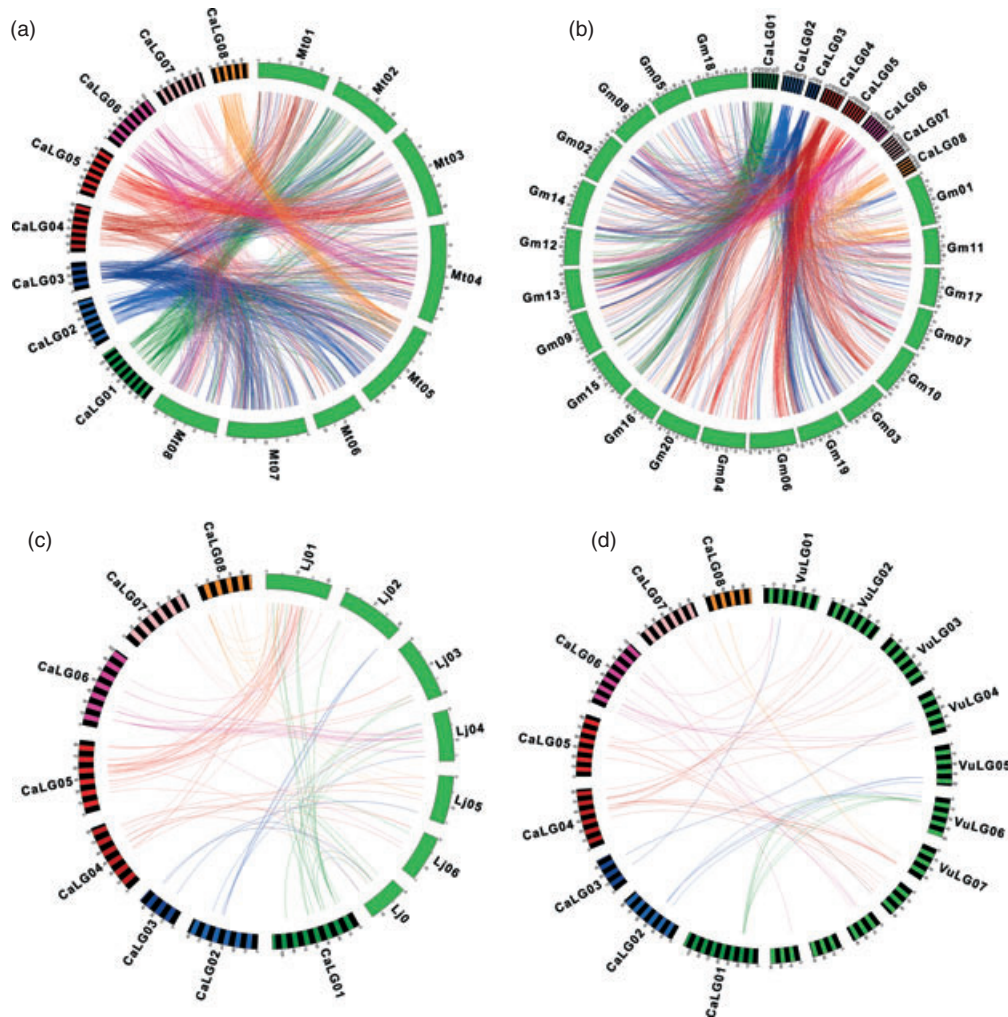 (a)
CaLG08
Mt01
Mt02
Mt03
Mt04
Mt05
Mt06
Mt07
Mt08
CaLG01
CaLG02
CaLG03
CaLG04
CaLG05
CaLG06
CaLG07
(b)
Gm18
CaLG01
CaLG02
CaLG03
CaLG04
CaLG05
CaLG06
CaLG07
CaLG08
Gm01
Gm11
Gm17
Gm07
Gm10
Gm03
Gm19
Gm06
Gm04
Gm20
Gm16
Gm15
Gm09
Gm13
Gm12
Gm14
Gm02
Gm08
Gm05
(c)
CaLG08
Lj01
Lj02
Lj03
Lj04
Lj05
Lj06
Lj0
CaLG01
CaLG02
CaLG03
CaLG04
CaLG05
CaLG06
CaLG07
(d)
CaLG08
VuLG01
VuLG02
VuLG03
VuLG04
VuLG05
VuLG06
VuLG07
CaLG01
CaLG02
CaLG03
CaLG04
CaLG05
CaLG06
CaLG07